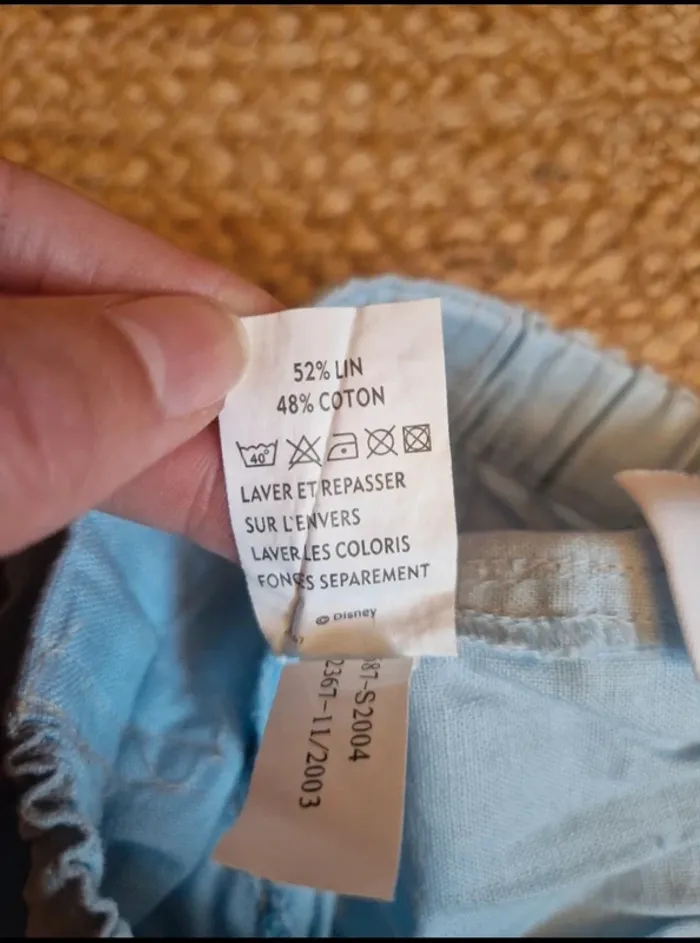 52% LIN
48% COTON
40°
LAVER ET REPASSER
SUR L'ENVERS
LAVER LES COLORIS
FONCES SEPAREMENT
© Disney
87-S2004
2367-11/2003